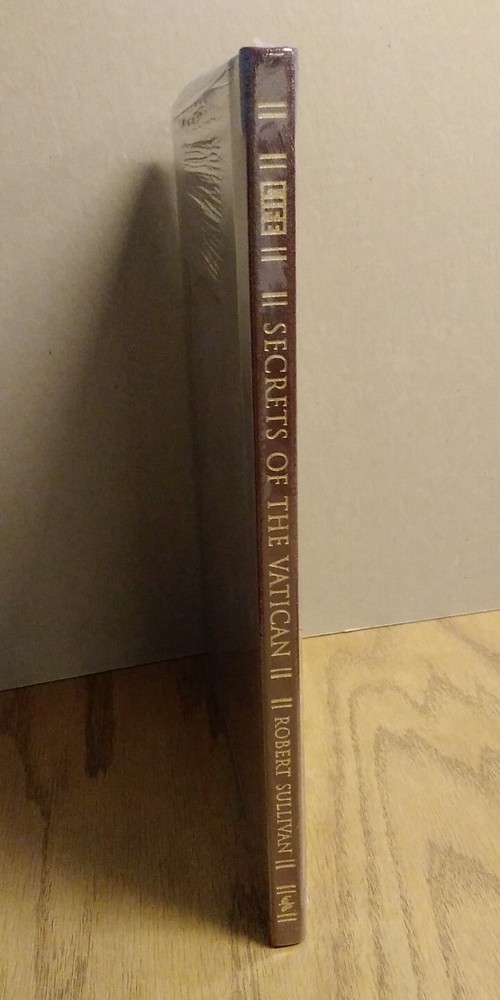 LIFE
SECRETS OF THE VATICAN
ROBERT SULLIVAN